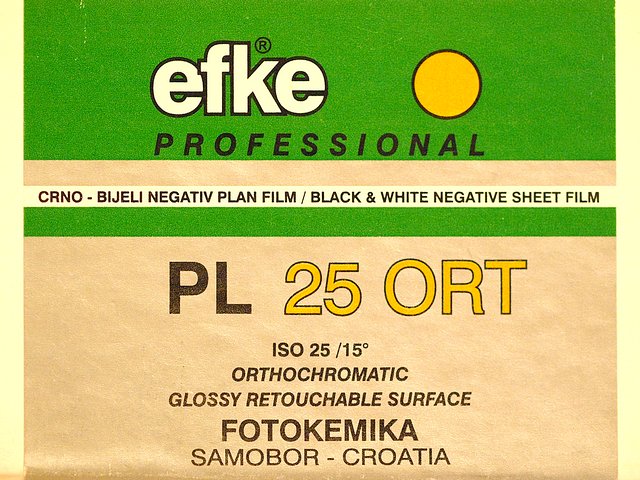 efke®
PROFESSIONAL
CRNO - BIJELI NEGATIV PLAN FILM / BLACK & WHITE NEGATIVE SHEET FILM
PL 25 ORT
ISO 25 /15°
ORTHOCHROMATIC
GLOSSY RETOUCHABLE SURFACE
FOTOKEMIKA
SAMOBOR - CROATIA